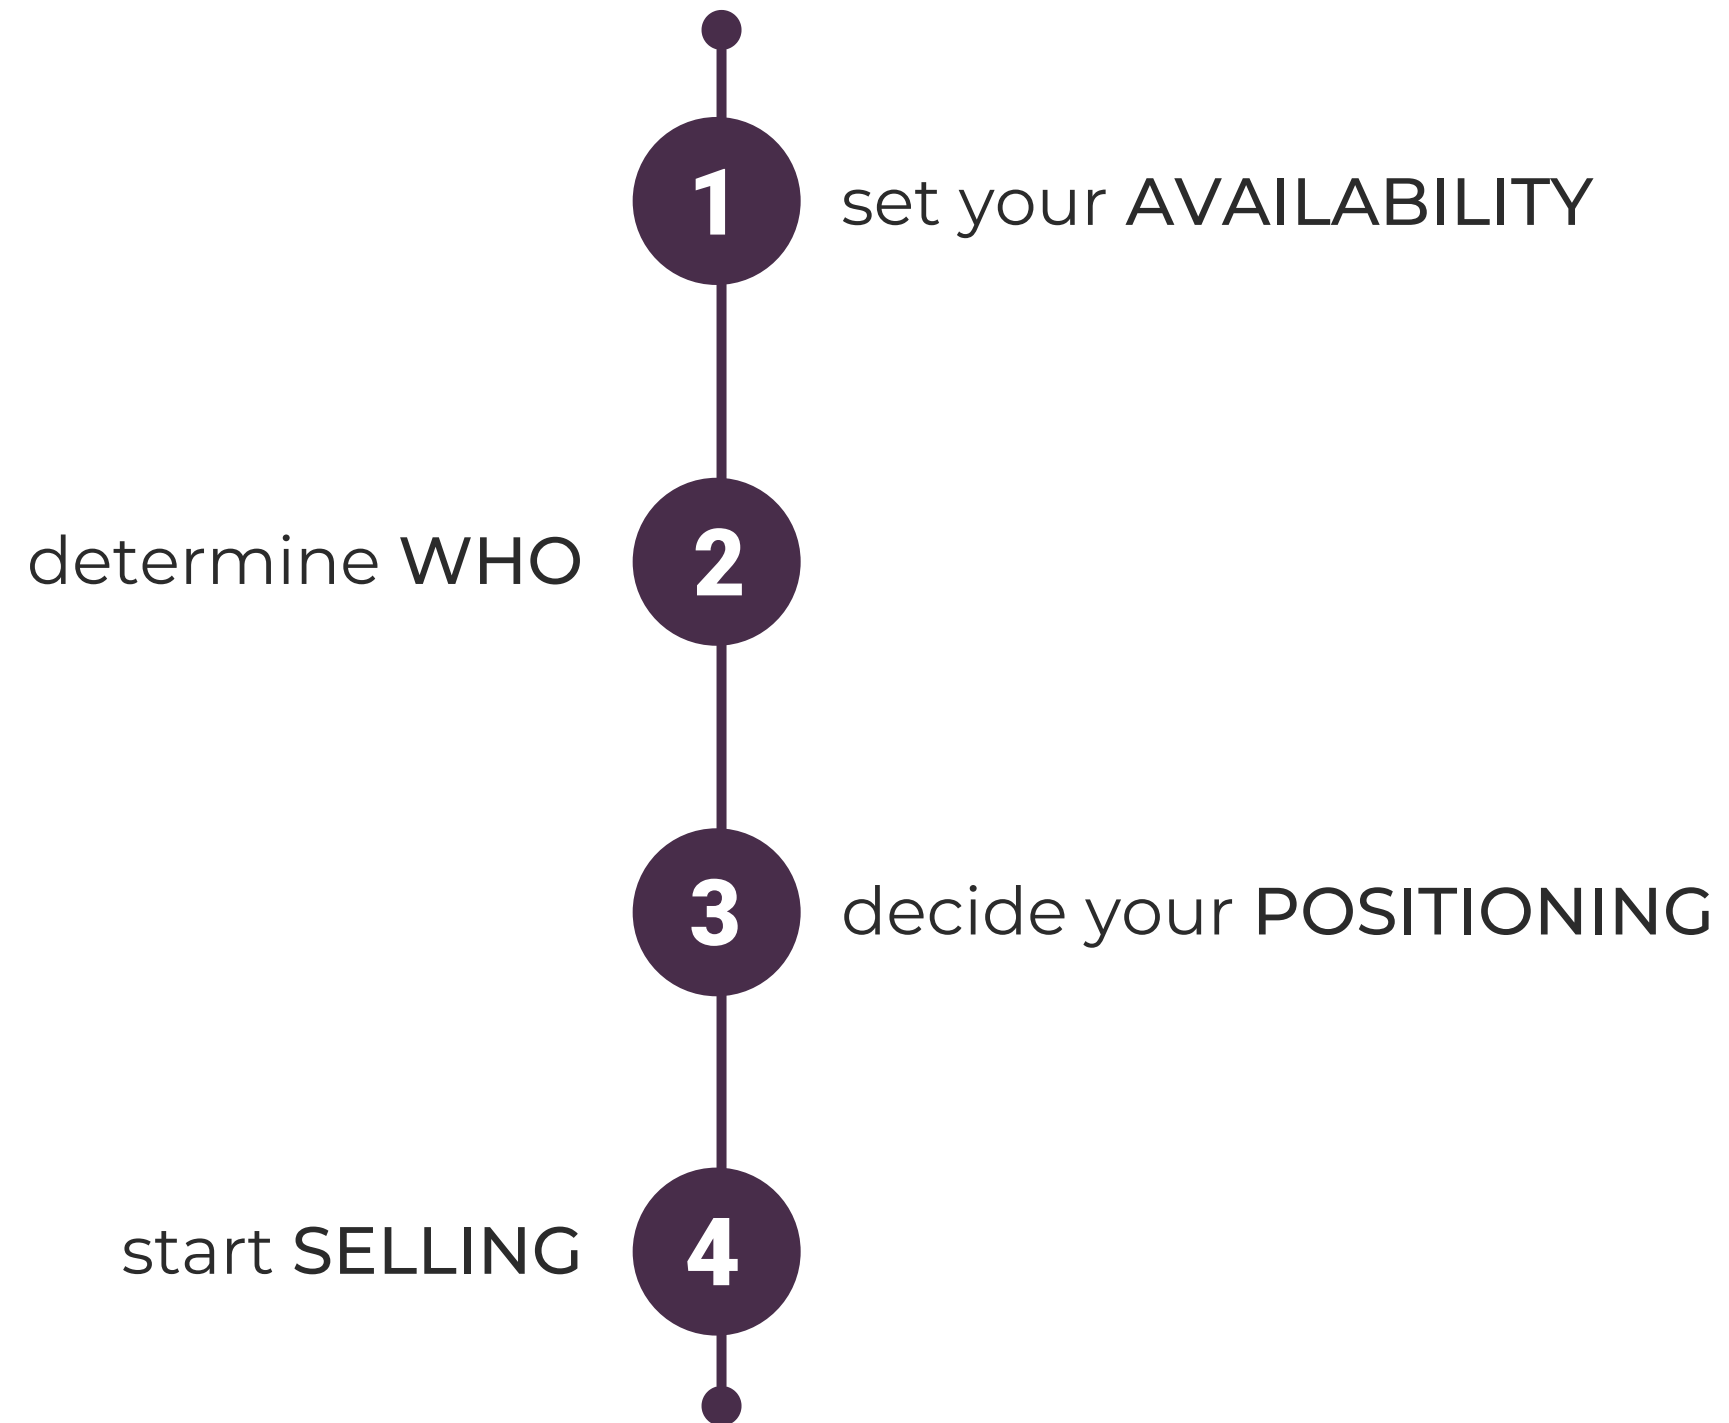 1
set your AVAILABILITY
determine WHO
2
3
decide your POSITIONING
start SELLING
4